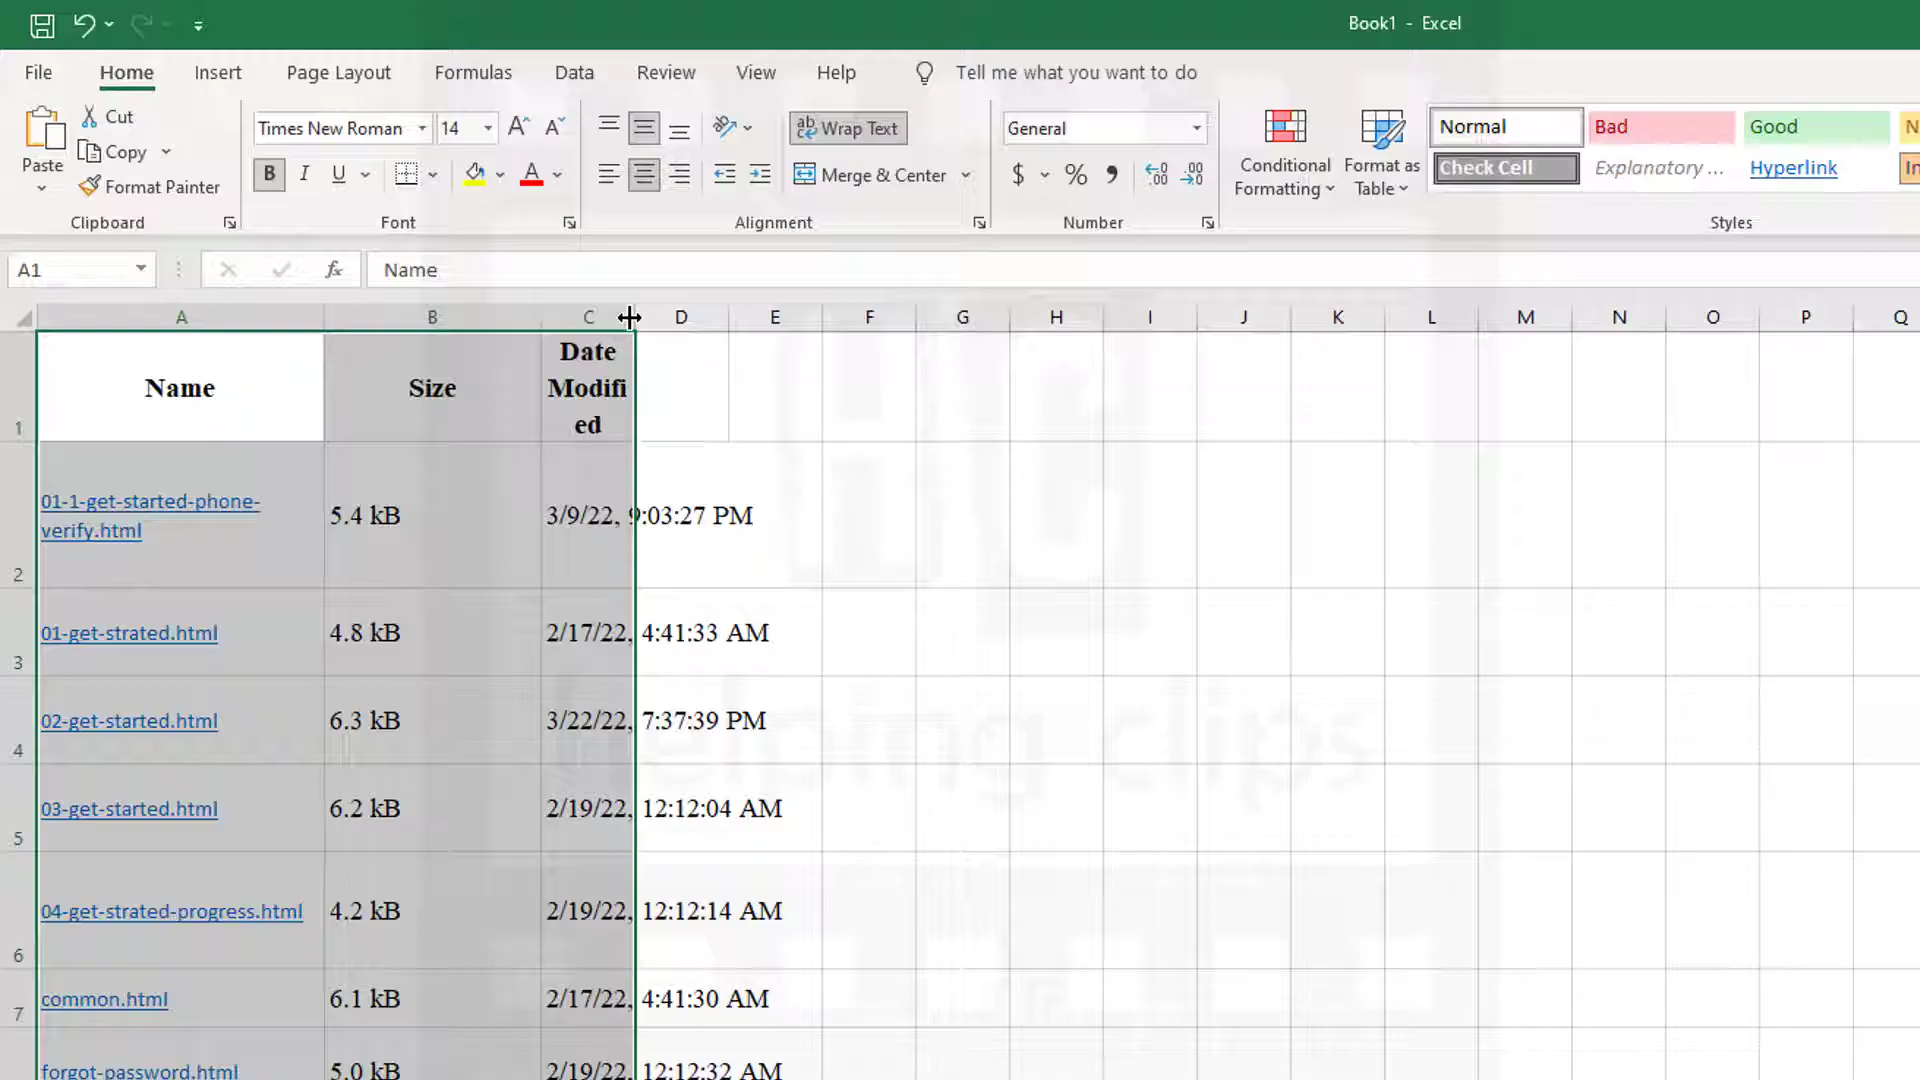 Book1 - Excel
File Home Insert Page Layout Formulas Data Review View Help Tell me what you want to do
Paste
Cut
Copy
Format Painter
Clipboard
Times New Roman 14
B I U
Font
ab Wrap Text
Merge & Center
Alignment
General
$ % ,
Number
Conditional Formatting
Format as Table
Normal Bad Good N
Check Cell Explanatory ... Hyperlink In
Styles
A1 fx Name
A B C D E F G H I J K L M N O P Q
1 Name Size Date
Modifi
ed
2 01-1-get-started-phone-
verify.html 5.4 kB 3/9/22, 9:03:27 PM
3 01-get-strated.html 4.8 kB 2/17/22, 4:41:33 AM
4 02-get-started.html 6.3 kB 3/22/22, 7:37:39 PM
5 03-get-started.html 6.2 kB 2/19/22, 12:12:04 AM
6 04-get-strated-progress.html 4.2 kB 2/19/22, 12:12:14 AM
7 common.html 6.1 kB 2/17/22, 4:41:30 AM
forgot-password.html 5.0 kB 2/19/22, 12:12:32 AM
helping clips